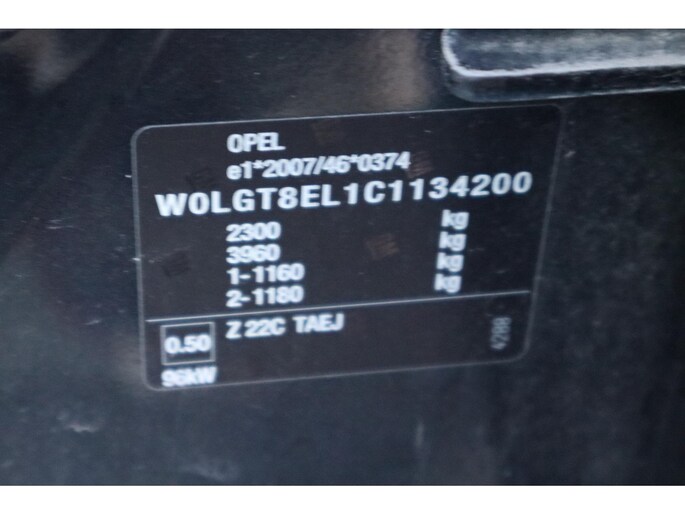 OPEL
e1*2007/46*0374
W0LGT8EL1C1134200
2300 kg
3960 kg
1-1160 kg
2-1180 kg
0.50 Z 22C TAEJ 4288
96kW